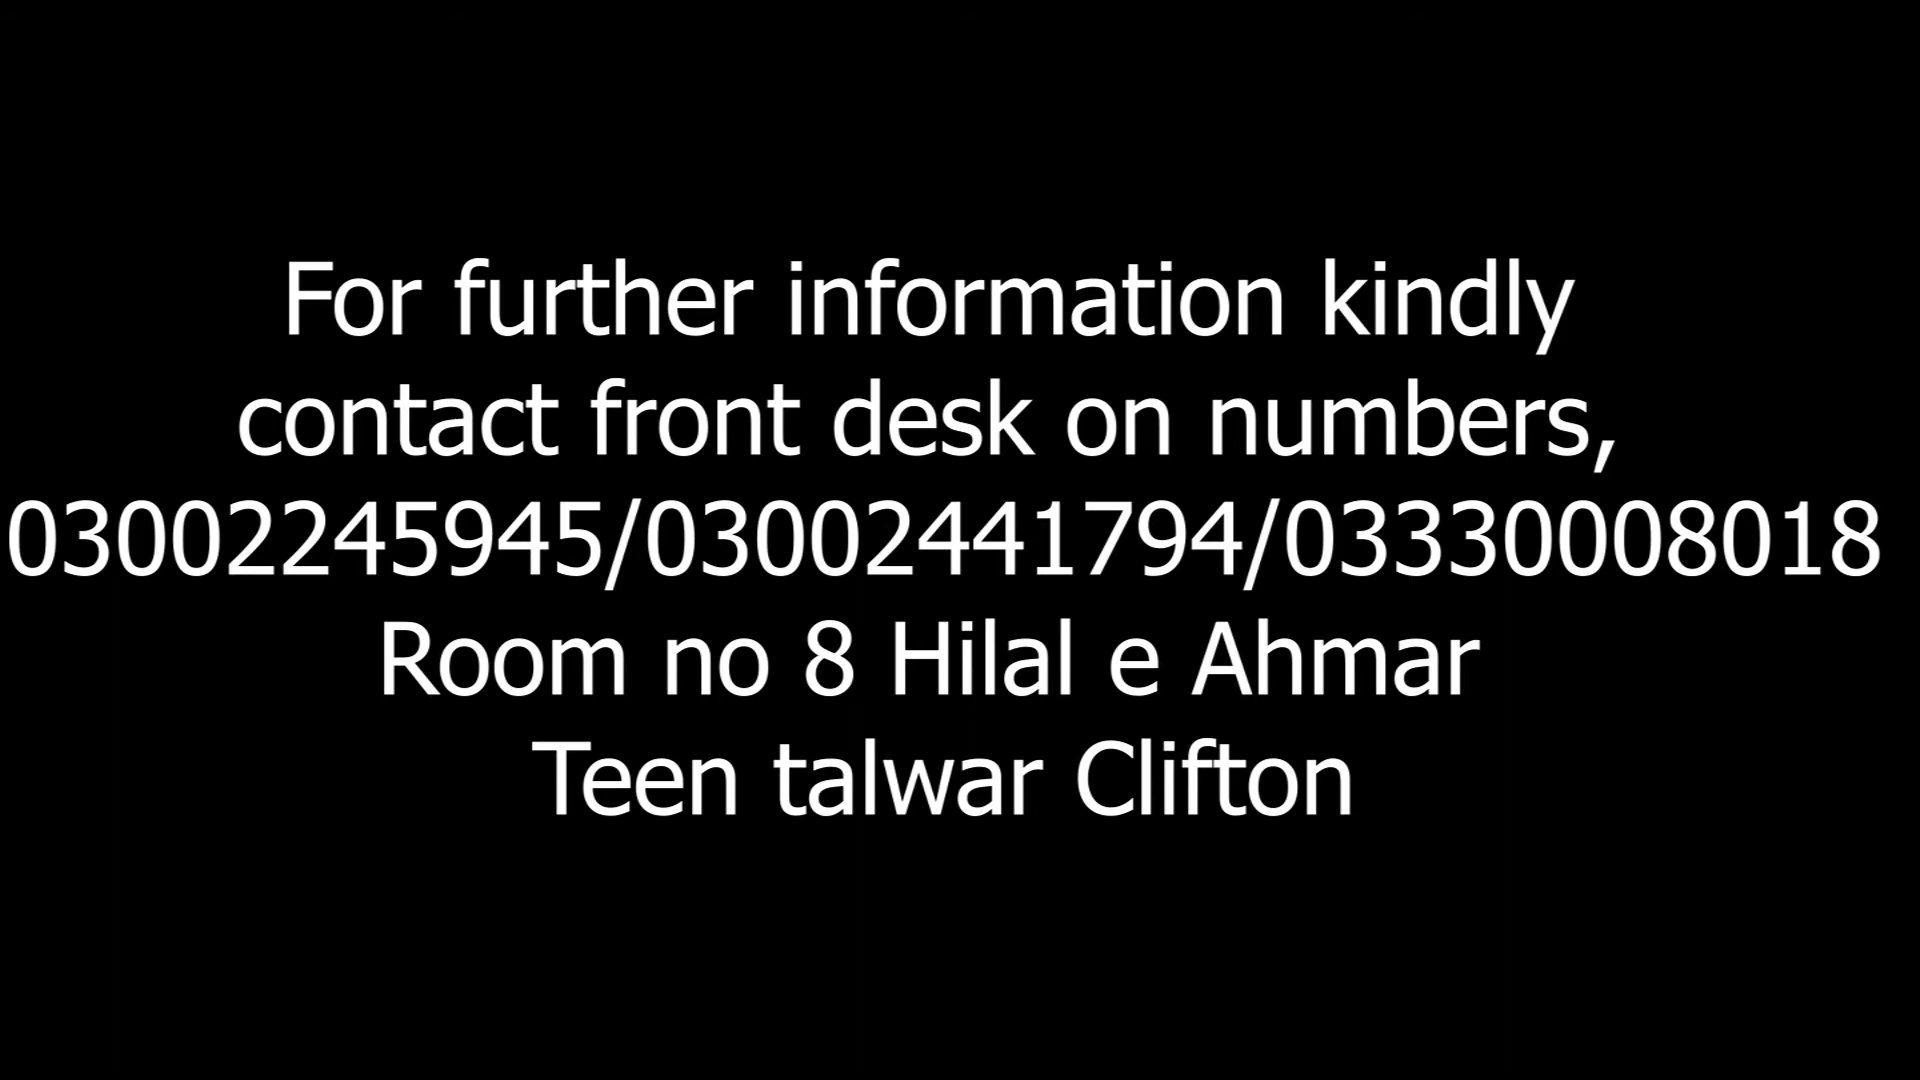 For further information kindly
contact front desk on numbers,
03002245945/03002441794/03330008018
Room no 8 Hilal e Ahmar
Teen talwar Clifton